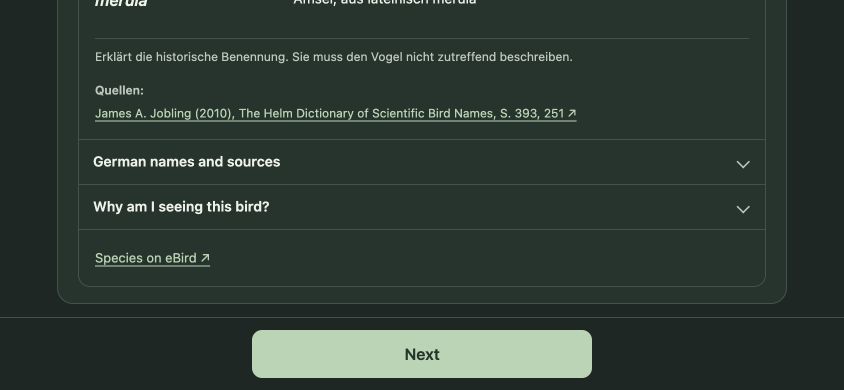 merula Amsel, aus lateinisch merula
Erklärt die historische Benennung. Sie muss den Vogel nicht zutreffend beschreiben.
Quellen:
James A. Jobling (2010), The Helm Dictionary of Scientific Bird Names, S. 393, 251 ↗
German names and sources
Why am I seeing this bird?
Species on eBird ↗
Next